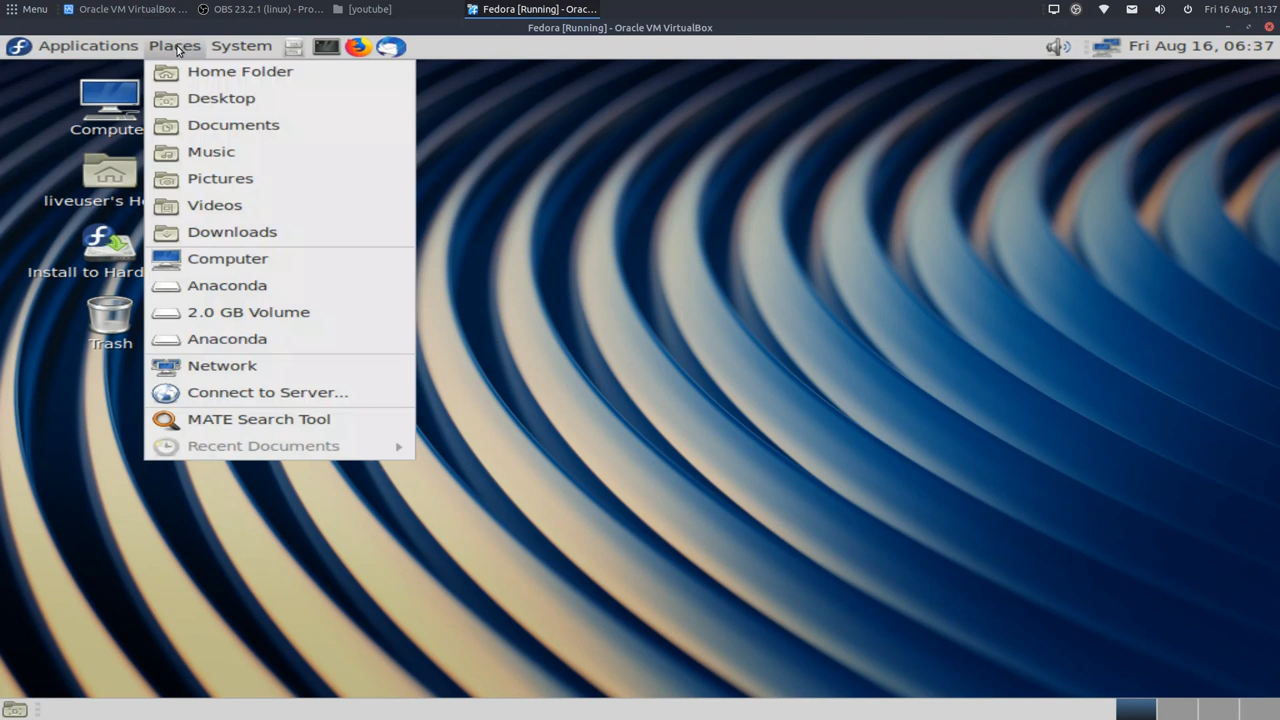 Menu Oracle VM VirtualBox ... OBS 23.2.1 (linux) - Pro... [youtube] Fedora [Running] - Orac... Fri 16 Aug, 11:37
Fedora [Running] - Oracle VM VirtualBox
Applications Places System Fri Aug 16, 06:37
Home Folder
Desktop
Documents
Music
Pictures
Videos
Downloads
Computer
Anaconda
2.0 GB Volume
Anaconda
Network
Connect to Server...
MATE Search Tool
Recent Documents
Compute
liveuser's H
Install to Hard
Trash